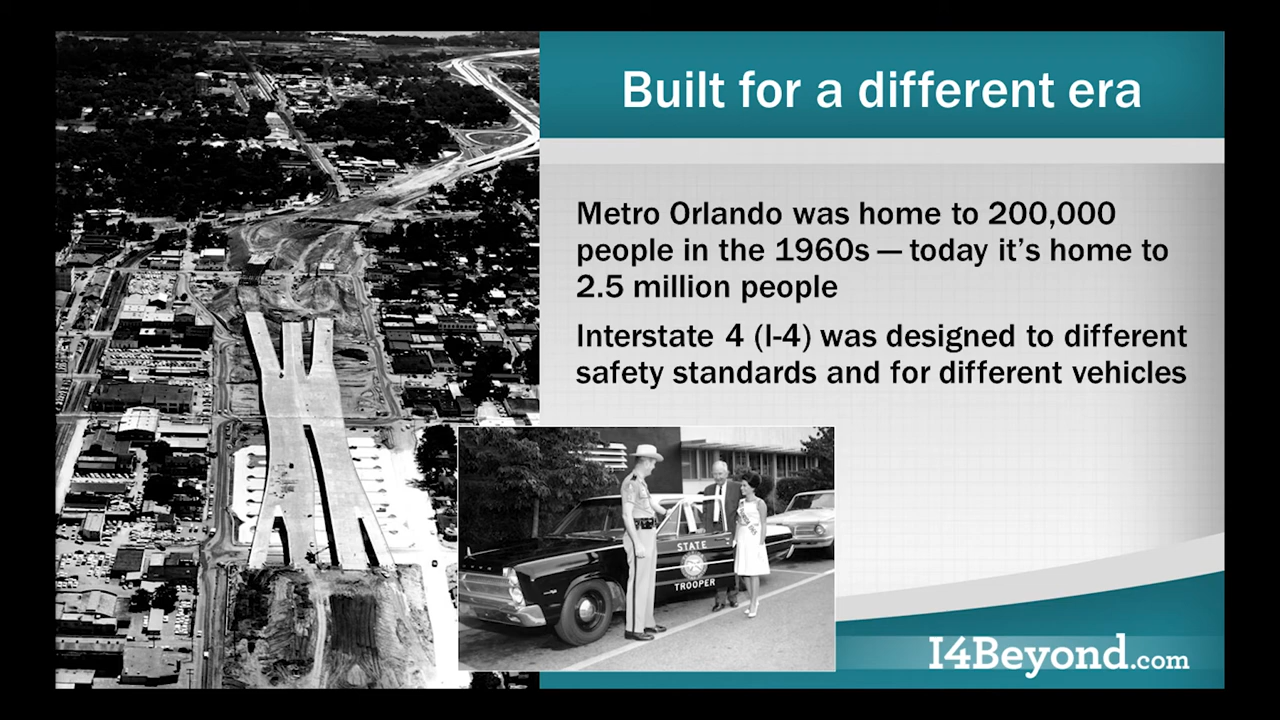 Built for a different era
Metro Orlando was home to 200,000
people in the 1960s — today it’s home to
2.5 million people
Interstate 4 (I-4) was designed to different
safety standards and for different vehicles
STATE
TROOPER
I4Beyond.com